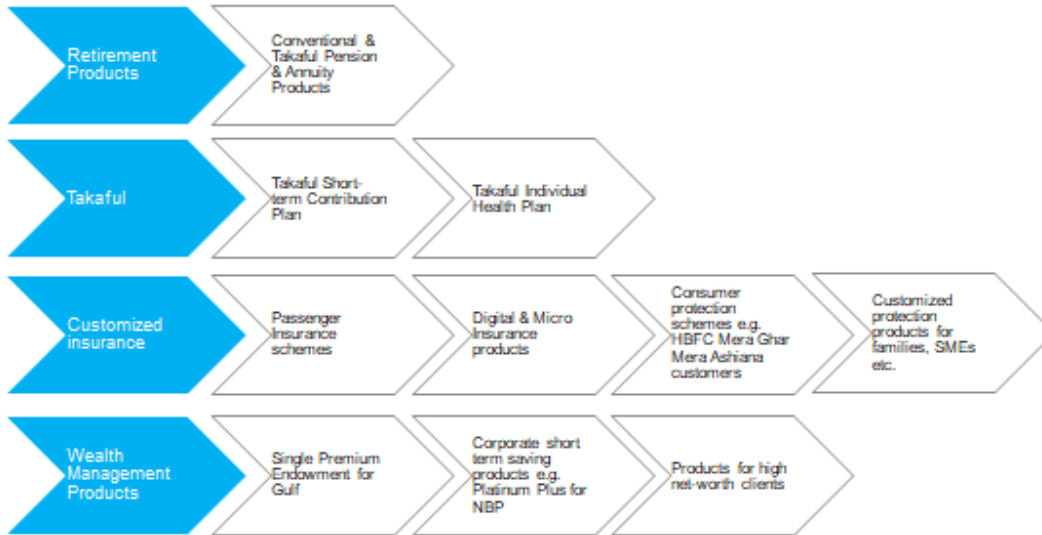 Retirement
Products
Conventional &
Takaful Pension
& Annuity
Products
Takaful
Takaful Short-
term Contribution
Plan
Takaful Individual
Health Plan
Customized
insurance
Passenger
Insurance
schemes
Digital & Micro
Insurance
products
Consumer
protection
schemes e.g.
HBFC Mera Ghar
Mera Ashiana
customers
Customized
protection
products for
families, SMEs
etc.
Wealth
Management
Products
Single Premium
Endowment for
Gulf
Corporate short
term saving
products e.g.
Platinum Plus for
NBP
Products for high
net-worth clients